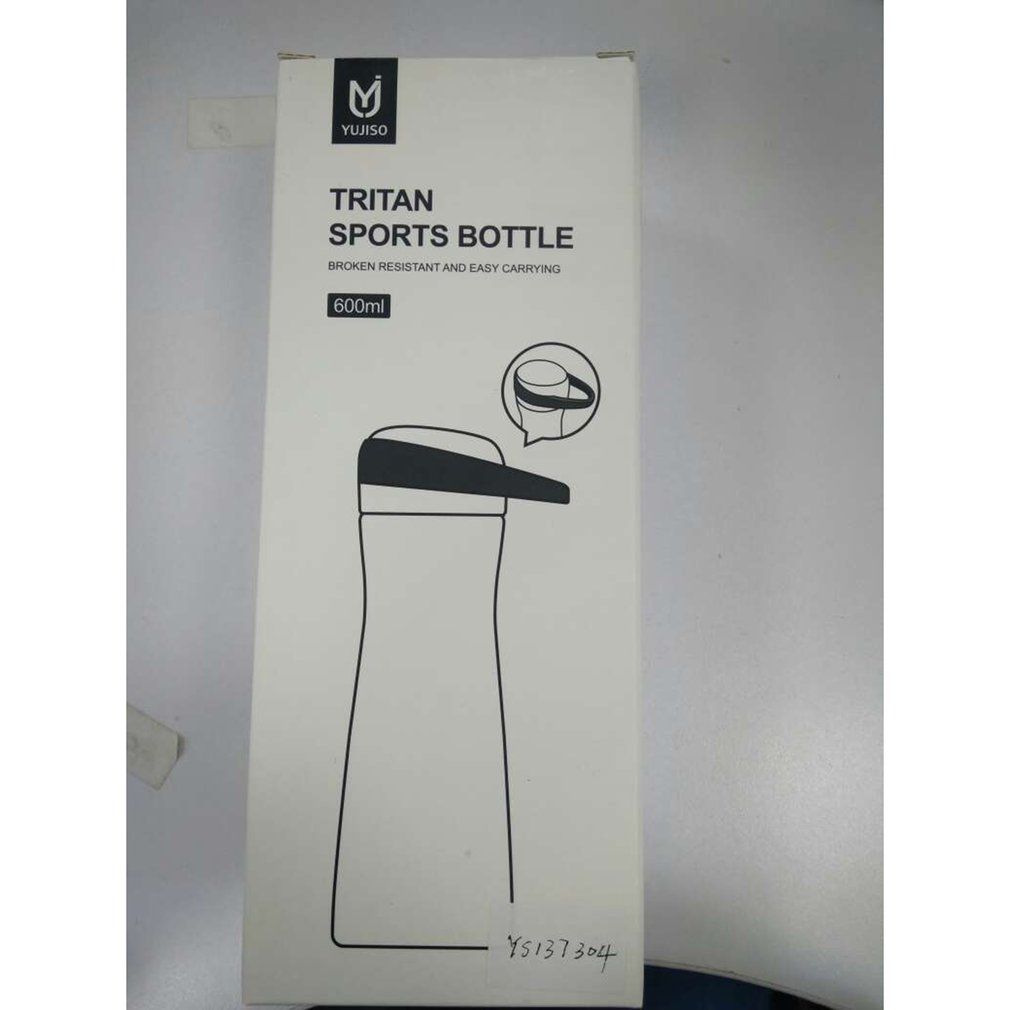 YUJISO
TRITAN
SPORTS BOTTLE
BROKEN RESISTANT AND EASY CARRYING
600ml
YS137304